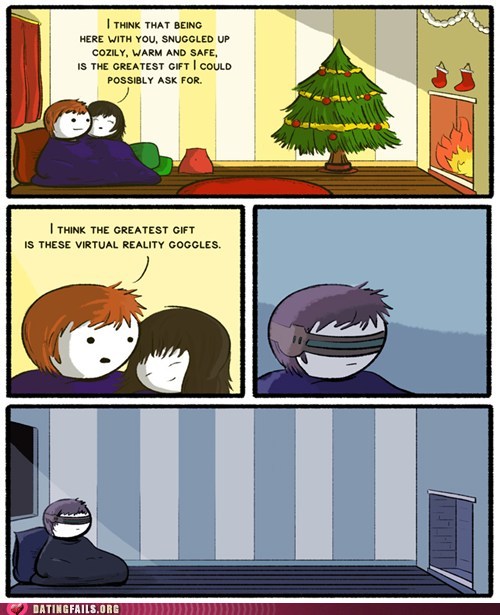 I THINK THAT BEING
HERE WITH YOU, SNUGGLED UP
COZILY, WARM AND SAFE,
IS THE GREATEST GIFT I COULD
POSSIBLY ASK FOR.
I THINK THE GREATEST GIFT
IS THESE VIRTUAL REALITY GOGGLES.
DATINGFAILS.ORG